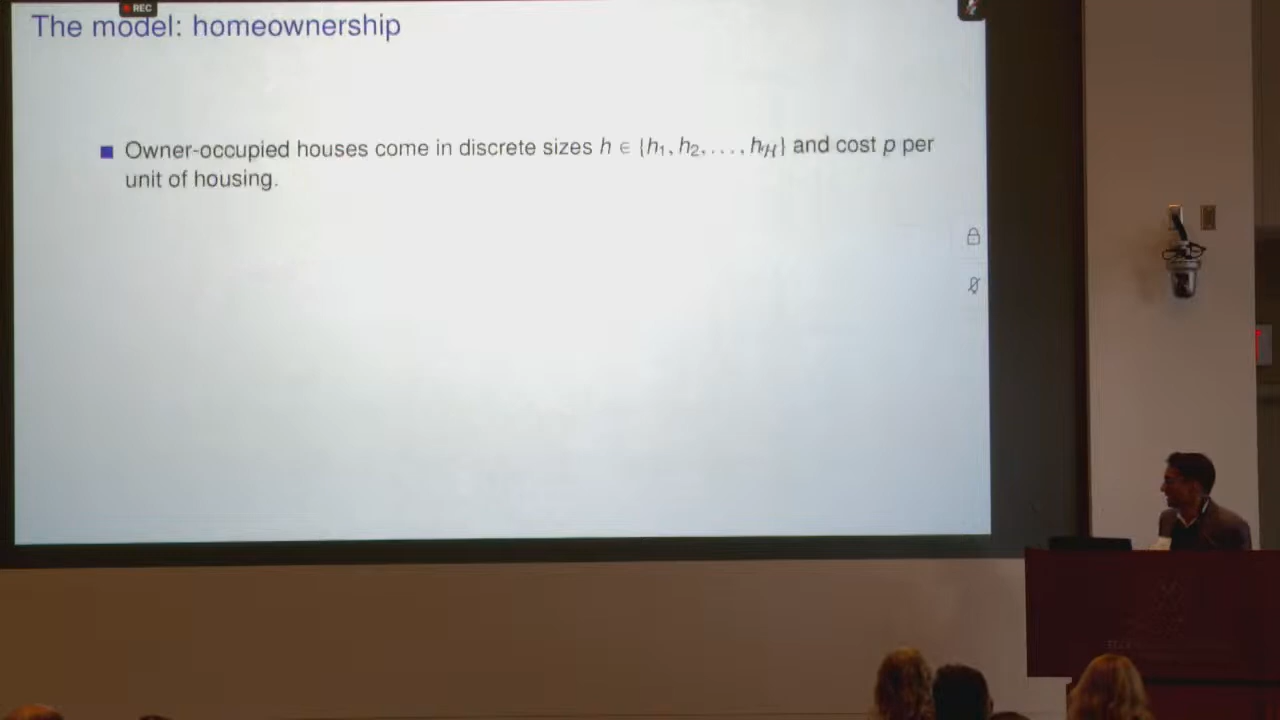 REC
The model: homeownership
Owner-occupied houses come in discrete sizes h ∈ {h₁, h₂, . . . , h_H} and cost p per
unit of housing.